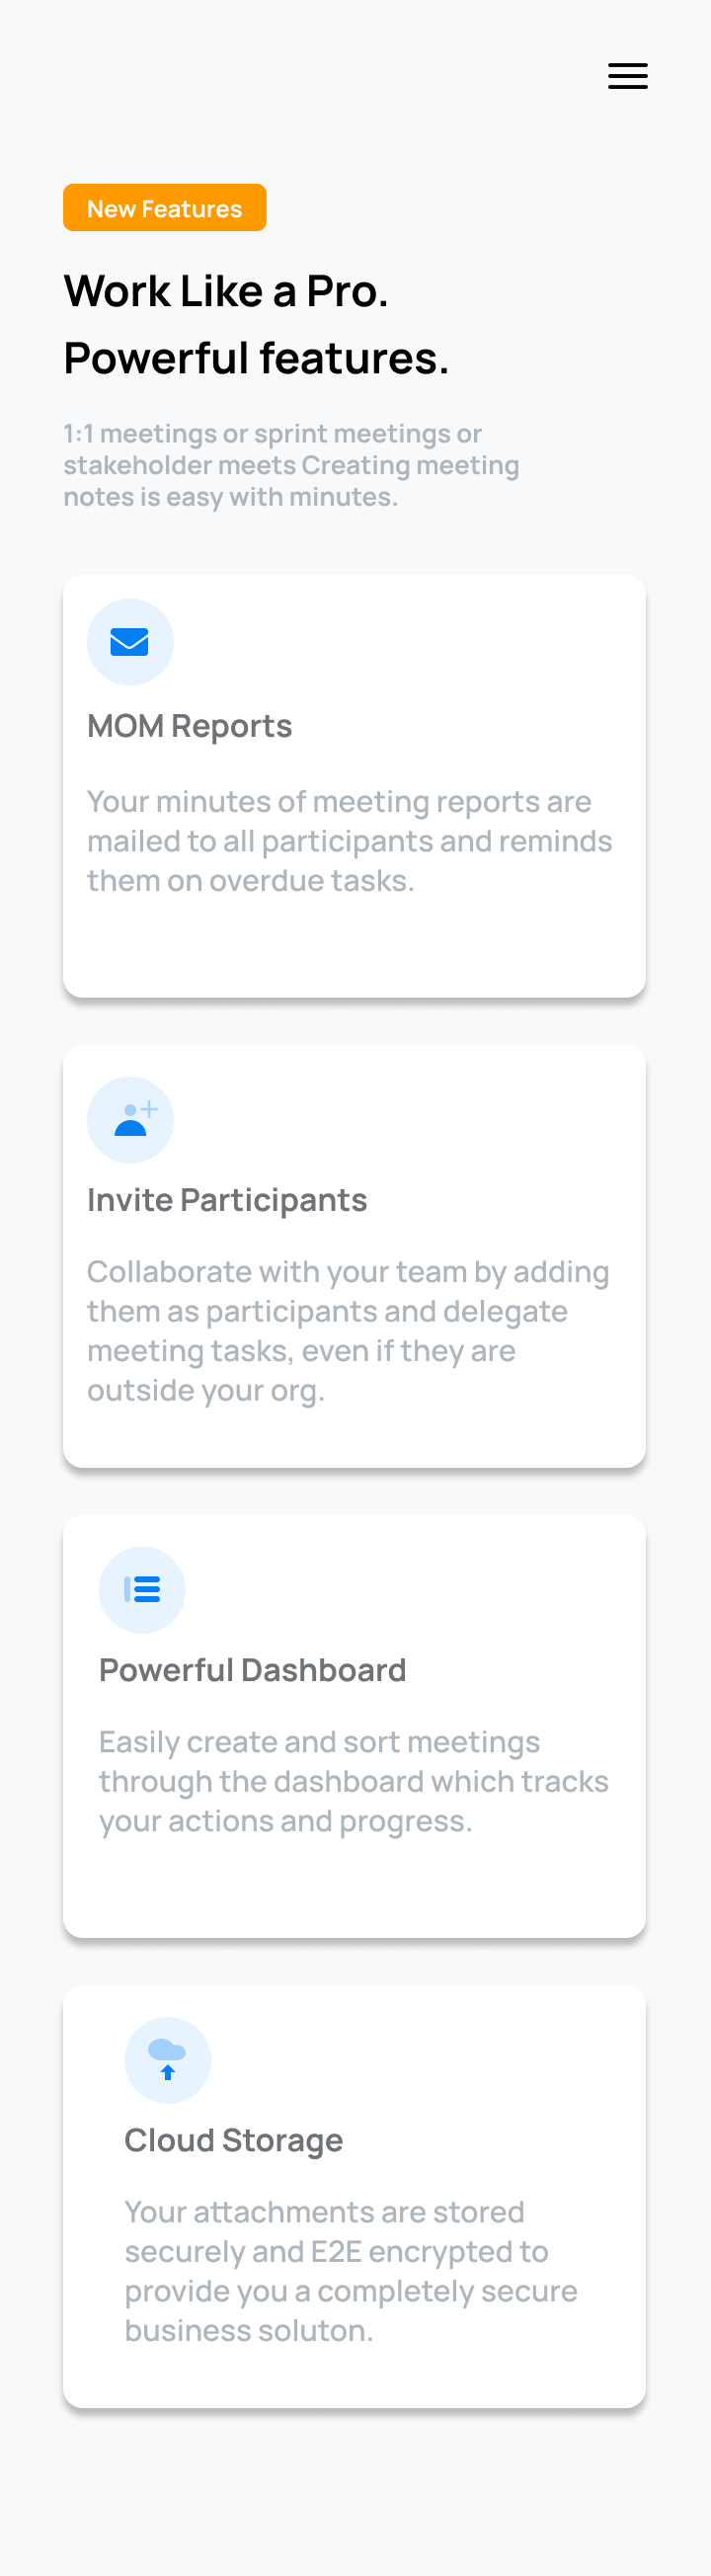 New Features
Work Like a Pro.
Powerful features.
1:1 meetings or sprint meetings or
stakeholder meets Creating meeting
notes is easy with minutes.
MOM Reports
Your minutes of meeting reports are
mailed to all participants and reminds
them on overdue tasks.
Invite Participants
Collaborate with your team by adding
them as participants and delegate
meeting tasks, even if they are
outside your org.
Powerful Dashboard
Easily create and sort meetings
through the dashboard which tracks
your actions and progress.
Cloud Storage
Your attachments are stored
securely and E2E encrypted to
provide you a completely secure
business soluton.